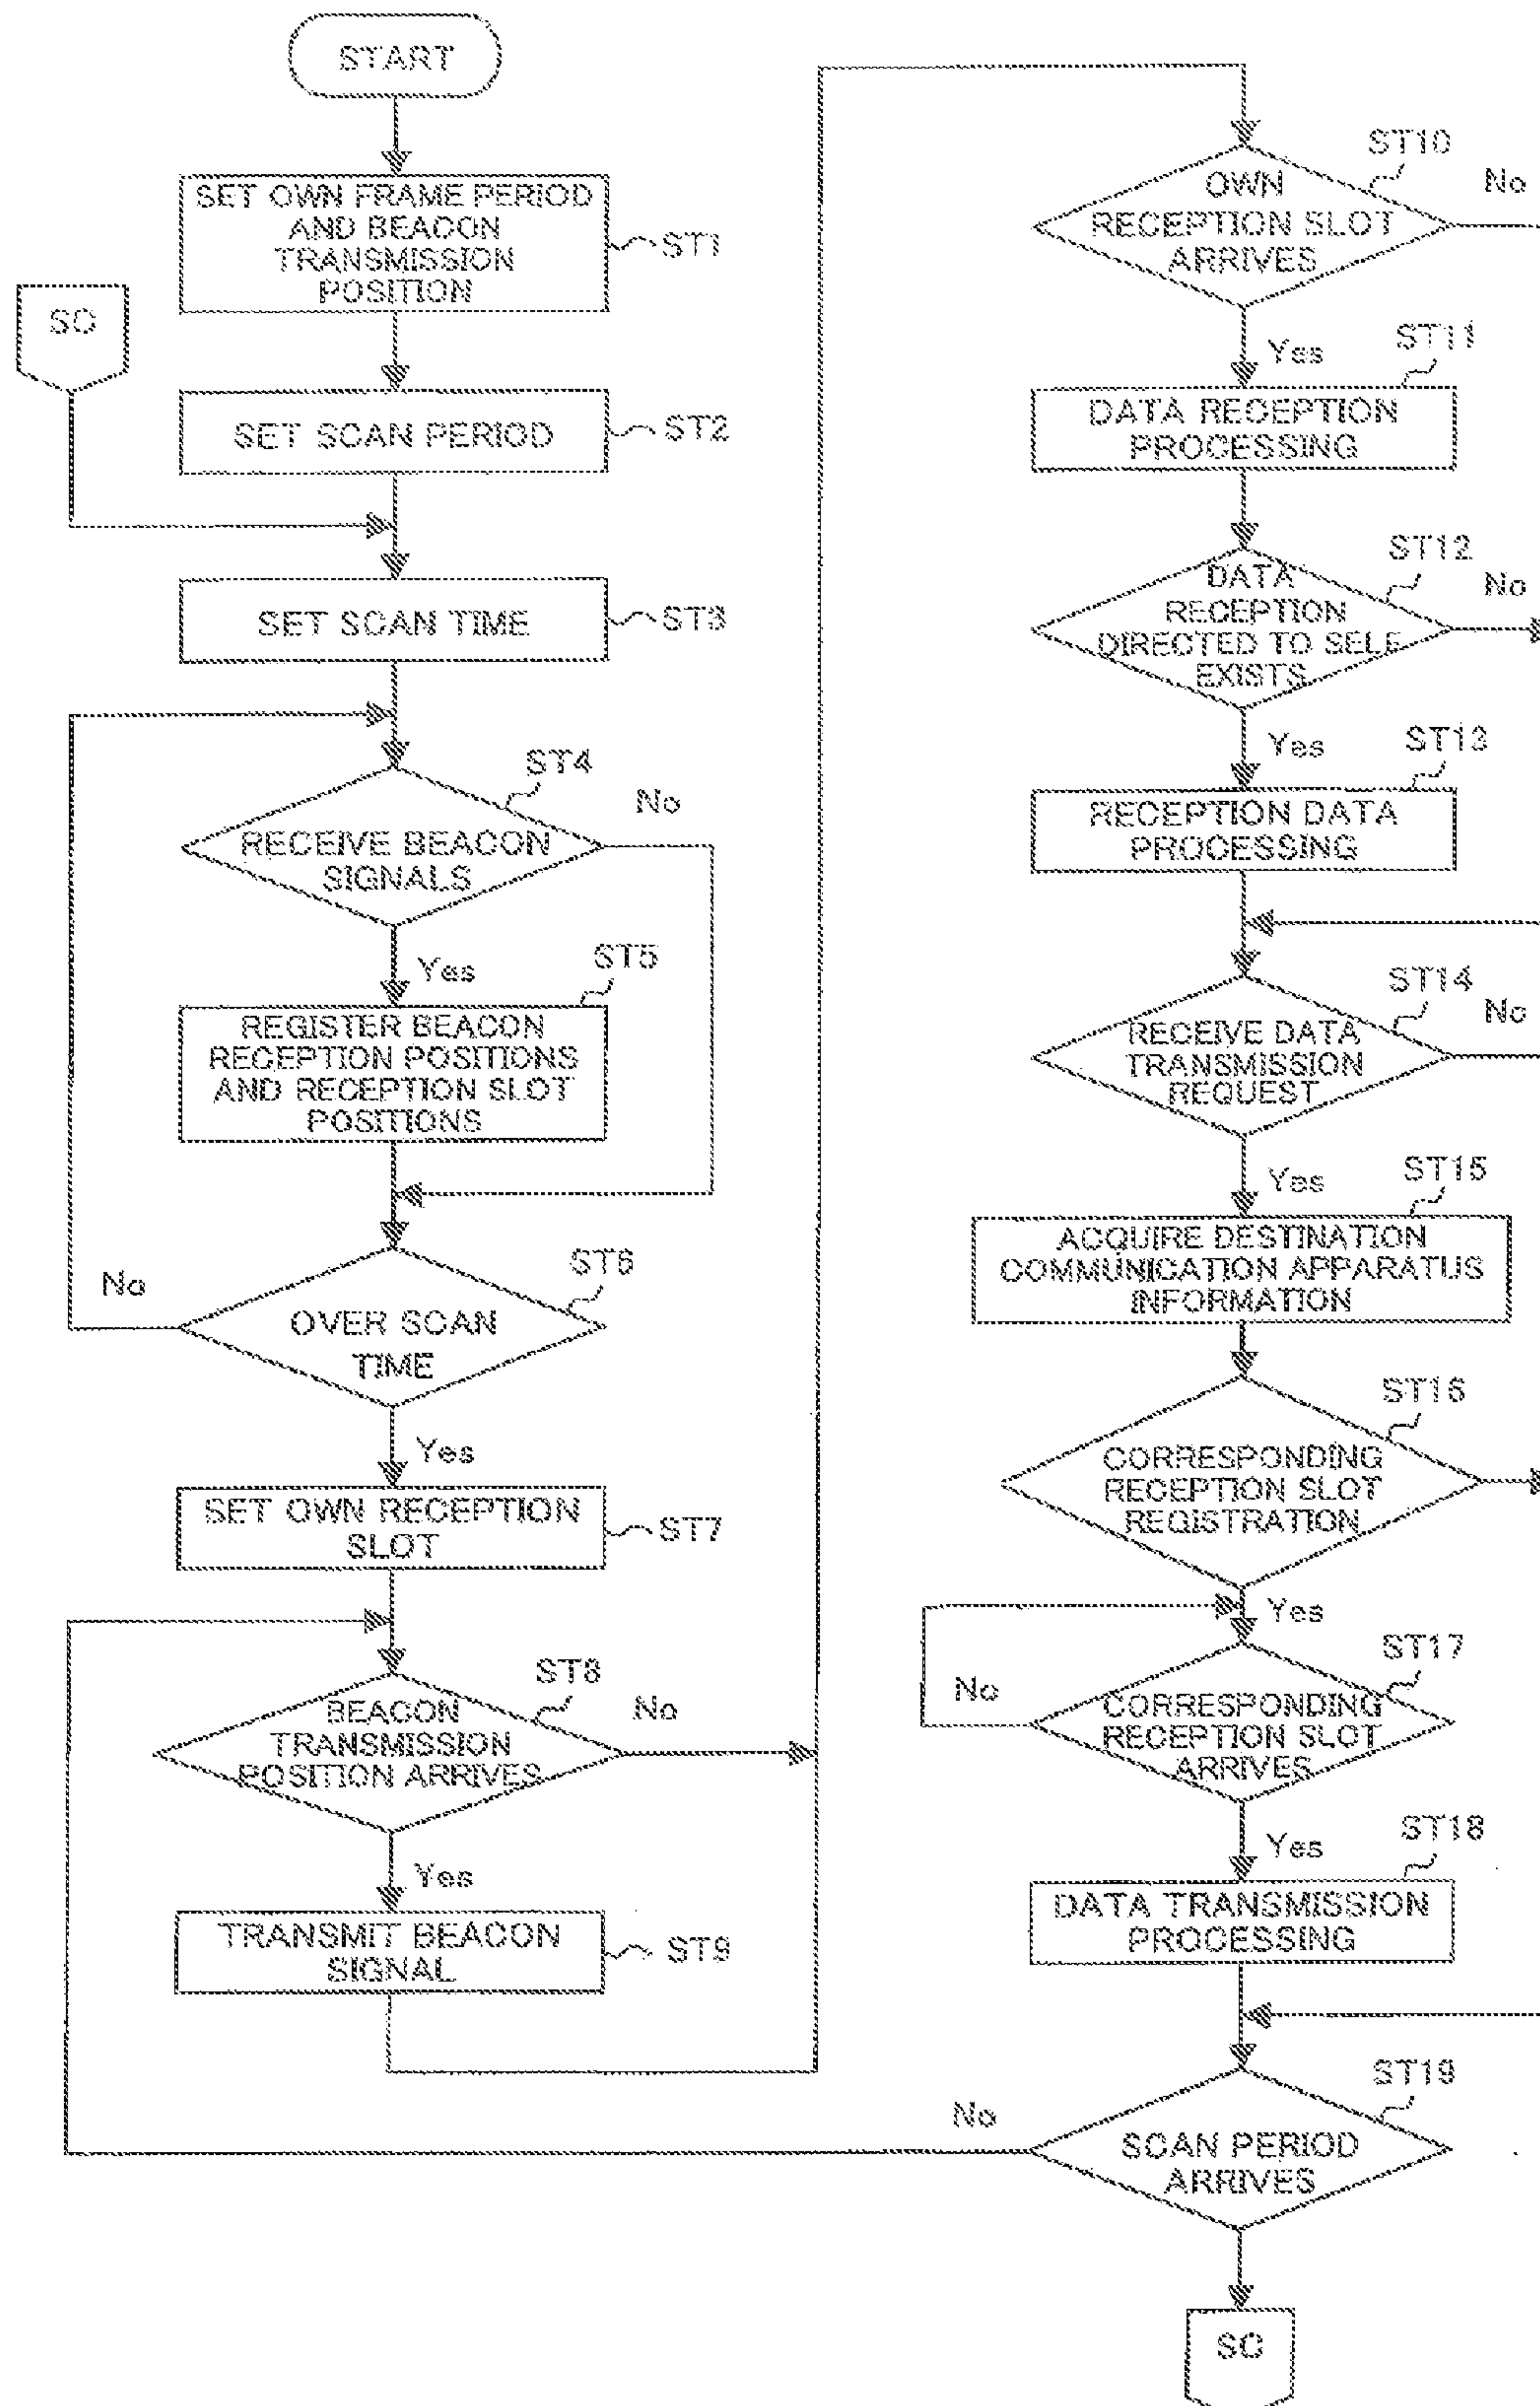 START
SET OWN FRAME PERIOD
AND BEACON
TRANSMISSION
POSITION
ST1
SC
SET SCAN PERIOD
ST2
SET SCAN TIME
ST3
ST4
No
RECEIVE BEACON
SIGNALS
Yes
ST5
REGISTER BEACON
RECEPTION POSITIONS
AND RECEPTION SLOT
POSITIONS
ST6
No
OVER SCAN
TIME
Yes
SET OWN RECEPTION
SLOT
ST7
ST8
No
BEACON
TRANSMISSION
POSITION ARRIVES
Yes
TRANSMIT BEACON
SIGNAL
ST9
ST10
No
OWN
RECEPTION SLOT
ARRIVES
Yes
ST11
DATA RECEPTION
PROCESSING
ST12
No
DATA
RECEPTION
DIRECTED TO SELF
EXISTS
Yes
ST13
RECEPTION DATA
PROCESSING
ST14
No
RECEIVE DATA
TRANSMISSION
REQUEST
Yes
ST15
ACQUIRE DESTINATION
COMMUNICATION APPARATUS
INFORMATION
ST16
CORRESPONDING
RECEPTION SLOT
REGISTRATION
Yes
ST17
No
CORRESPONDING
RECEPTION SLOT
ARRIVES
Yes
ST18
DATA TRANSMISSION
PROCESSING
ST19
No
SCAN PERIOD
ARRIVES
SC